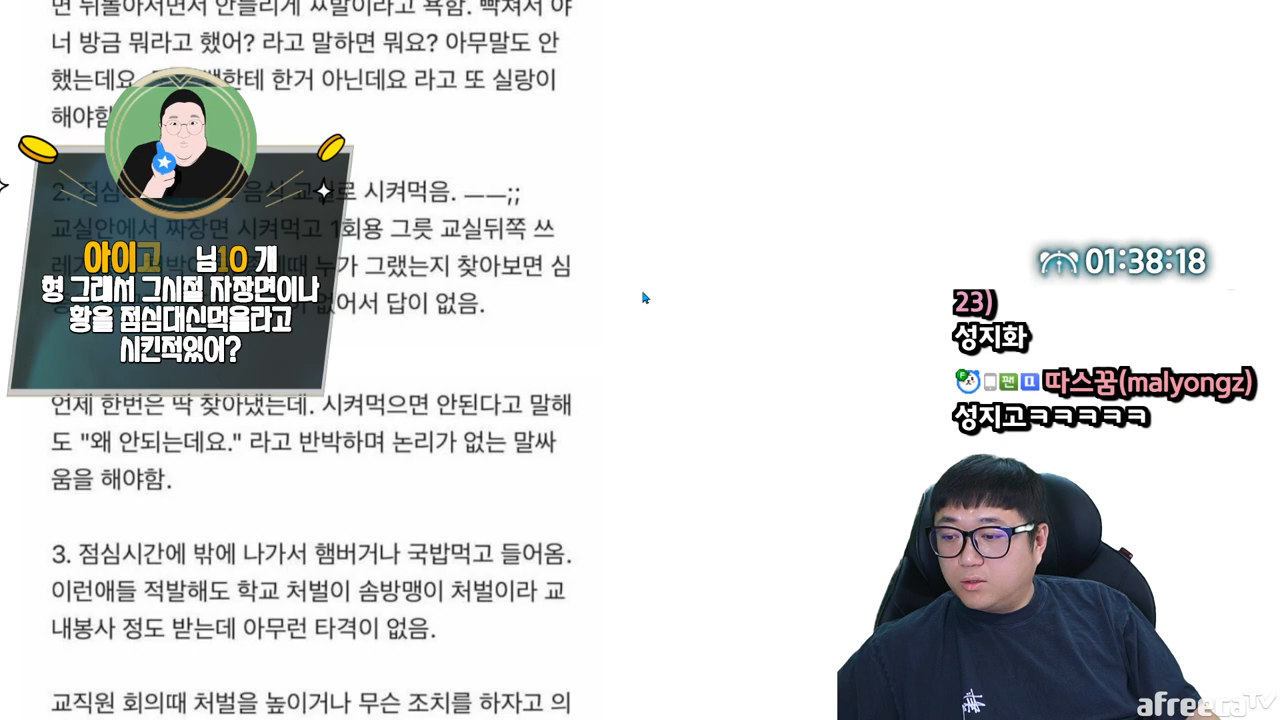 면 뒤돌아서면서 안들리게 ㅆ발이라고 욕함. 빡쳐서 야
너 방금 뭐라고 했어? 라고 말하면 뭐요? 아무말도 안
했는데요. 한테 한거 아닌데요 라고 또 실랑이
해야함
2. 점심 음식 교실로 시켜먹음. ㅡㅡ;;
교실안에서 짜장면 시켜먹고 1회용 그릇 교실뒤쪽 쓰
누가 그랬는지 찾아보면 심
없어서 답이 없음.
아이고 님10 개
형 그래서 그시절 자장면이나
황을 점심대신먹을라고
시킨적있어?
언제 한번은 딱 찾아냈는데. 시켜먹으면 안된다고 말해
도 "왜 안되는데요." 라고 반박하며 논리가 없는 말싸
움을 해야함.
3. 점심시간에 밖에 나가서 햄버거나 국밥먹고 들어옴.
이런애들 적발해도 학교 처벌이 솜방맹이 처벌이라 교
내봉사 정도 받는데 아무런 타격이 없음.
교직원 회의때 처벌을 높이거나 무슨 조치를 하자고 의
01:38:18
23)
성지화
따스꿈(malyongz)
성지고ㅋㅋㅋㅋㅋ
afreecaTV